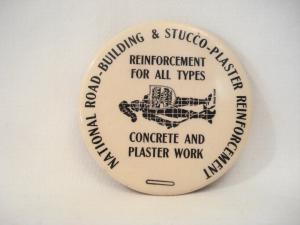 NATIONAL ROAD-BUILDING & STUCCO-PLASTER REINFORCEMENT
REINFORCEMENT
FOR ALL TYPES
CONCRETE AND
PLASTER WORK